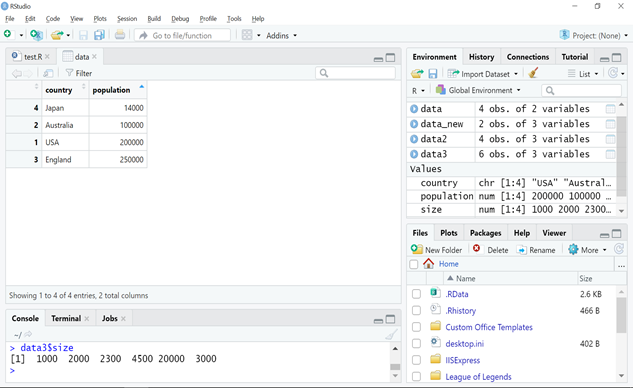 RStudio
File Edit Code View Plots Session Build Debug Profile Tools Help
Go to file/function Addins Project: (None)
test.R data
Filter
country population
4 Japan 14000
2 Australia 100000
1 USA 200000
3 England 250000
Showing 1 to 4 of 4 entries, 2 total columns
Console Terminal Jobs
~/
> data3$size
[1] 1000 2000 2300 4500 20000 3000
>
Environment History Connections Tutorial
Import Dataset List
R Global Environment
data 4 obs. of 2 variables
data_new 2 obs. of 3 variables
data2 4 obs. of 3 variables
data3 6 obs. of 3 variables
Values
country chr [1:4] "USA" "Austral...
population num [1:4] 200000 100000 ...
size num [1:4] 1000 2000 2300...
Files Plots Packages Help Viewer
New Folder Delete Rename More
Home ...
Name Size
.RData 2.6 KB
.Rhistory 466 B
Custom Office Templates
desktop.ini 402 B
IISExpress
League of Legends